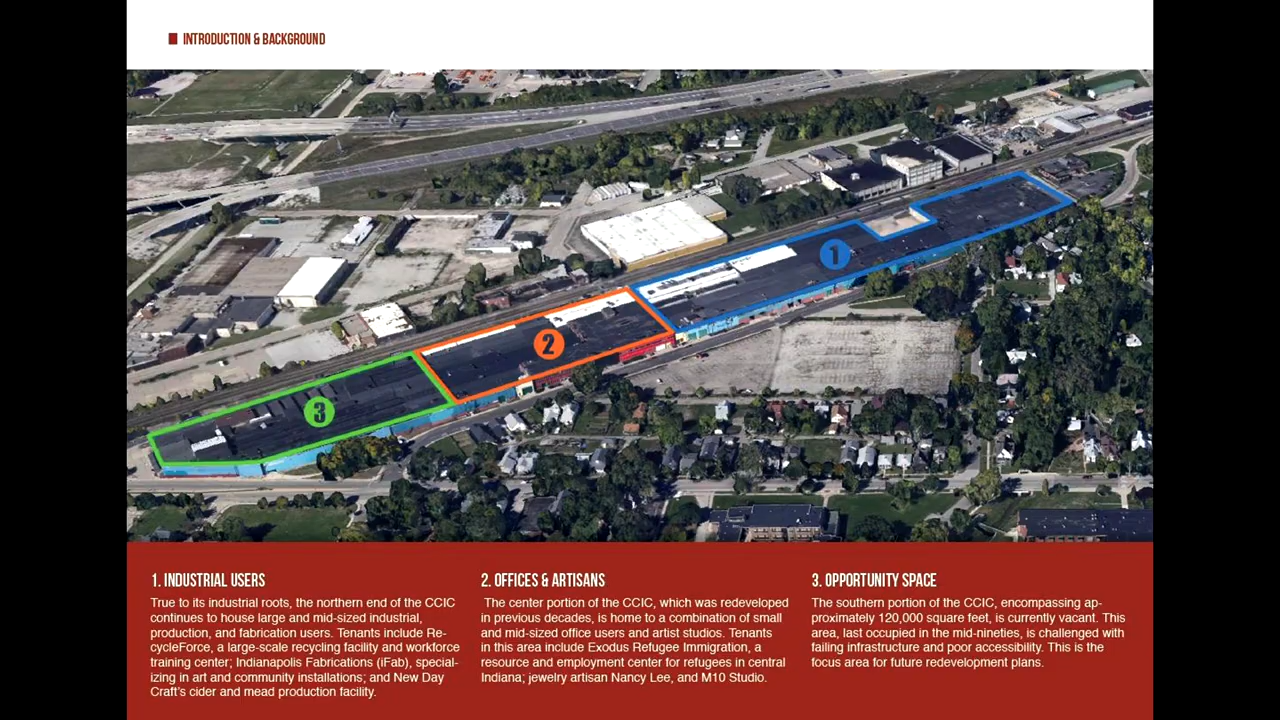 INTRODUCTION & BACKGROUND
1
2
3
1. INDUSTRIAL USERS
True to its industrial roots, the northern end of the CCIC
continues to house large and mid-sized industrial,
production, and fabrication users. Tenants include Re-
cycleForce, a large-scale recycling facility and workforce
training center; Indianapolis Fabrications (iFab), special-
izing in art and community installations; and New Day
Craft's cider and mead production facility.
2. OFFICES & ARTISANS
The center portion of the CCIC, which was redeveloped
in previous decades, is home to a combination of small
and mid-sized office users and artist studios. Tenants
in this area include Exodus Refugee Immigration, a
resource and employment center for refugees in central
Indiana; jewelry artisan Nancy Lee, and M10 Studio.
3. OPPORTUNITY SPACE
The southern portion of the CCIC, encompassing ap-
proximately 120,000 square feet, is currently vacant. This
area, last occupied in the mid-nineties, is challenged with
failing infrastructure and poor accessibility. This is the
focus area for future redevelopment plans.